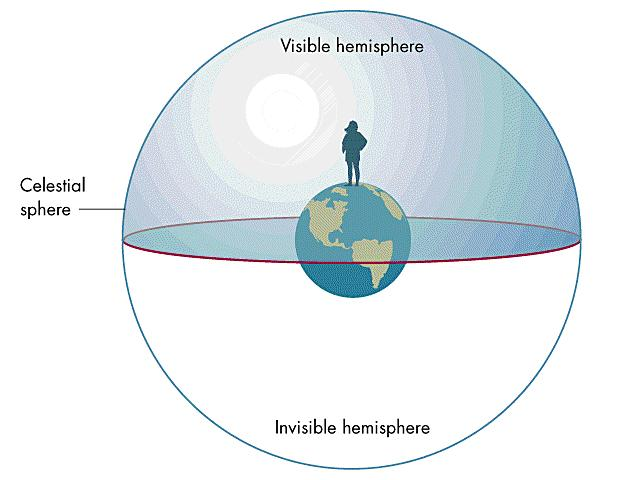 Visible hemisphere
Celestial
sphere
Invisible hemisphere